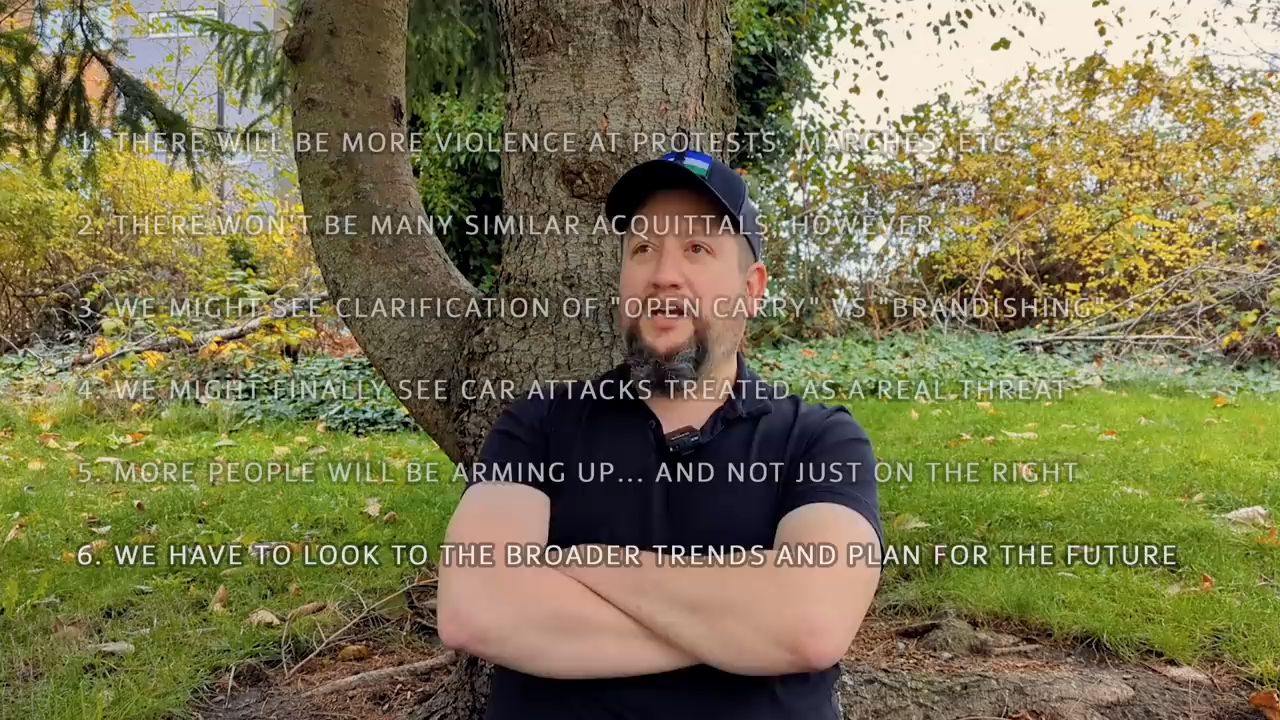 1. THERE WILL BE MORE VIOLENCE AT PROTESTS, MARCHES, ETC
2. THERE WON'T BE MANY SIMILAR ACQUITTALS, HOWEVER
3. WE MIGHT SEE CLARIFICATION OF "OPEN CARRY" VS "BRANDISHING"
4. WE MIGHT FINALLY SEE CAR ATTACKS TREATED AS A REAL THREAT
5. MORE PEOPLE WILL BE ARMING UP... AND NOT JUST ON THE RIGHT
6. WE HAVE TO LOOK TO THE BROADER TRENDS AND PLAN FOR THE FUTURE